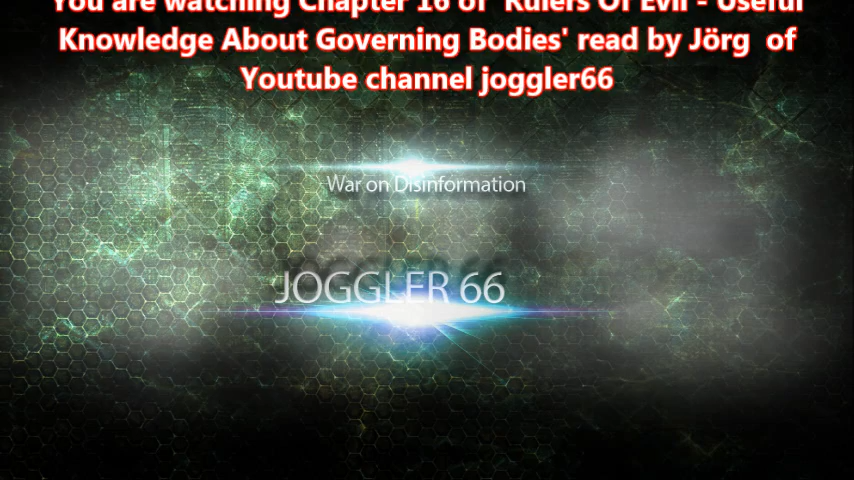 You are watching Chapter 16 of 'Rulers Of Evil - Useful
Knowledge About Governing Bodies' read by Jörg of
Youtube channel joggler66
War on Disinformation
JOGGLER 66